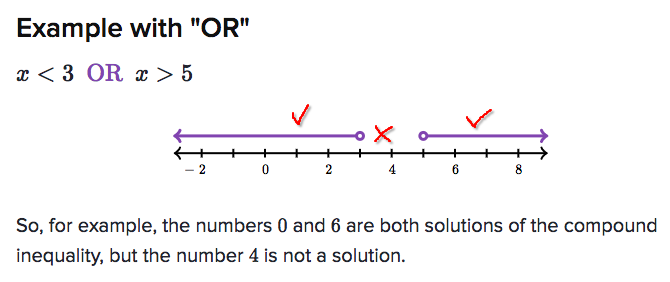 Example with "OR"
x < 3 OR x > 5
– 2 0 2 4 6 8
So, for example, the numbers 0 and 6 are both solutions of the compound
inequality, but the number 4 is not a solution.